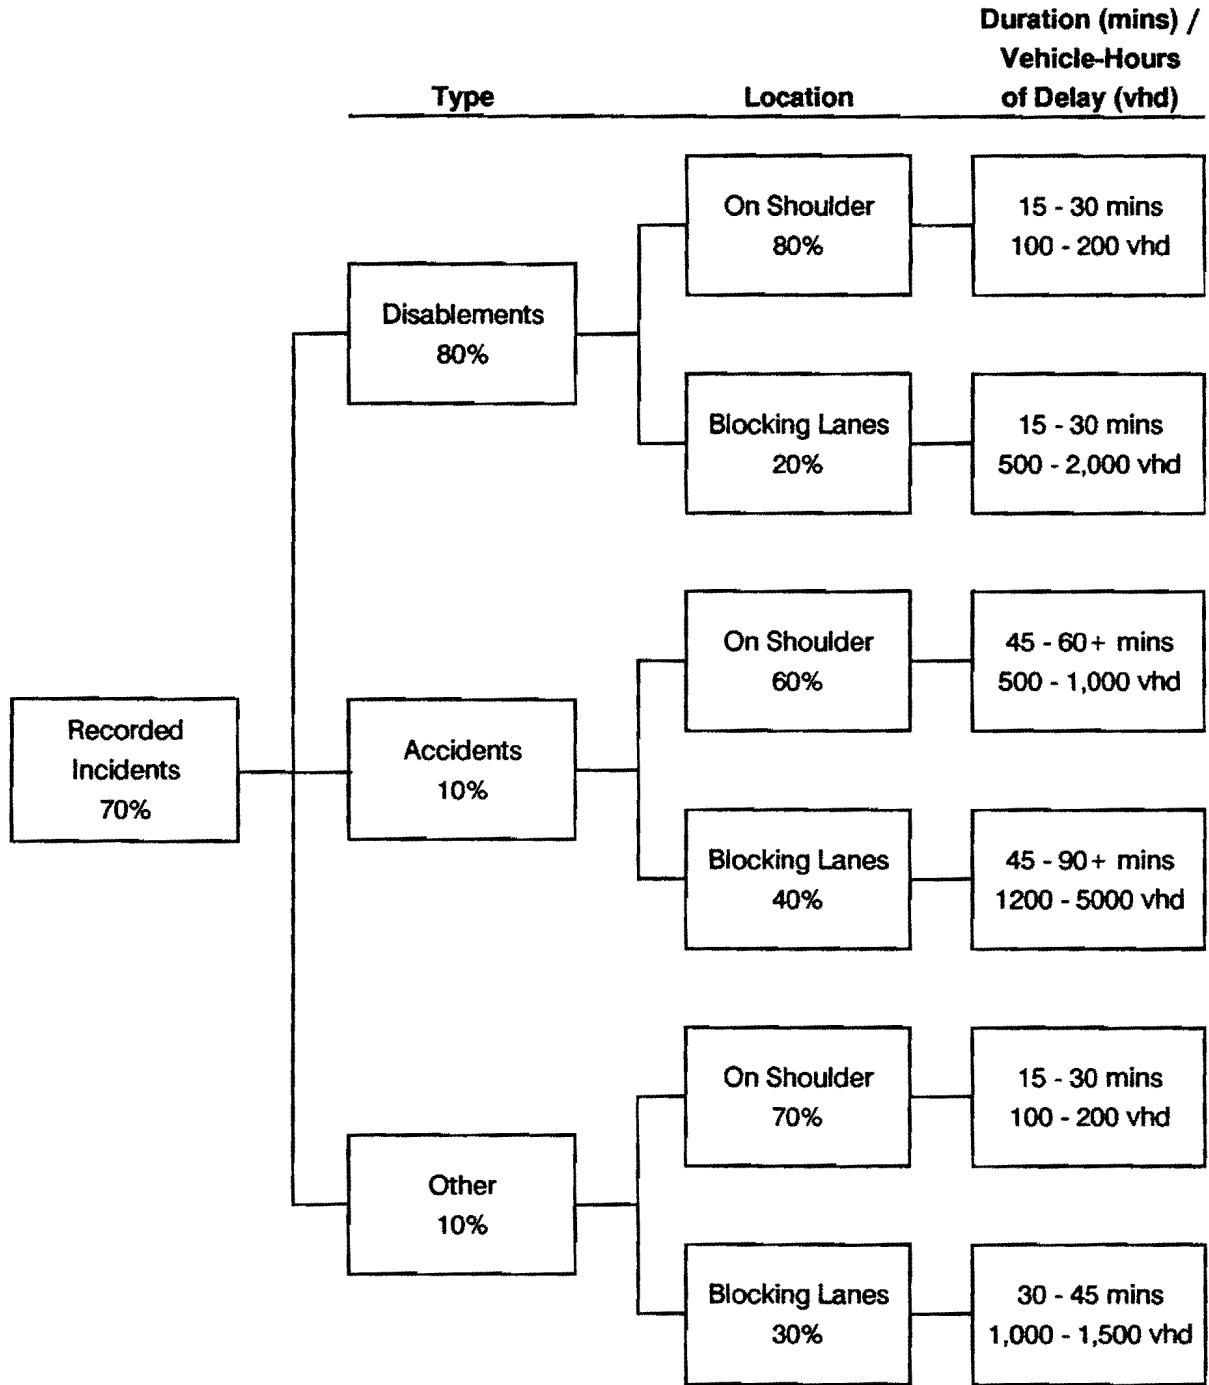 Duration (mins) /
Vehicle-Hours
of Delay (vhd)
Type
Location
On Shoulder
80%
15 - 30 mins
100 - 200 vhd
Disablements
80%
Blocking Lanes
20%
15 - 30 mins
500 - 2,000 vhd
On Shoulder
60%
45 - 60+ mins
500 - 1,000 vhd
Recorded
Incidents
70%
Accidents
10%
Blocking Lanes
40%
45 - 90+ mins
1200 - 5000 vhd
On Shoulder
70%
15 - 30 mins
100 - 200 vhd
Other
10%
Blocking Lanes
30%
30 - 45 mins
1,000 - 1,500 vhd